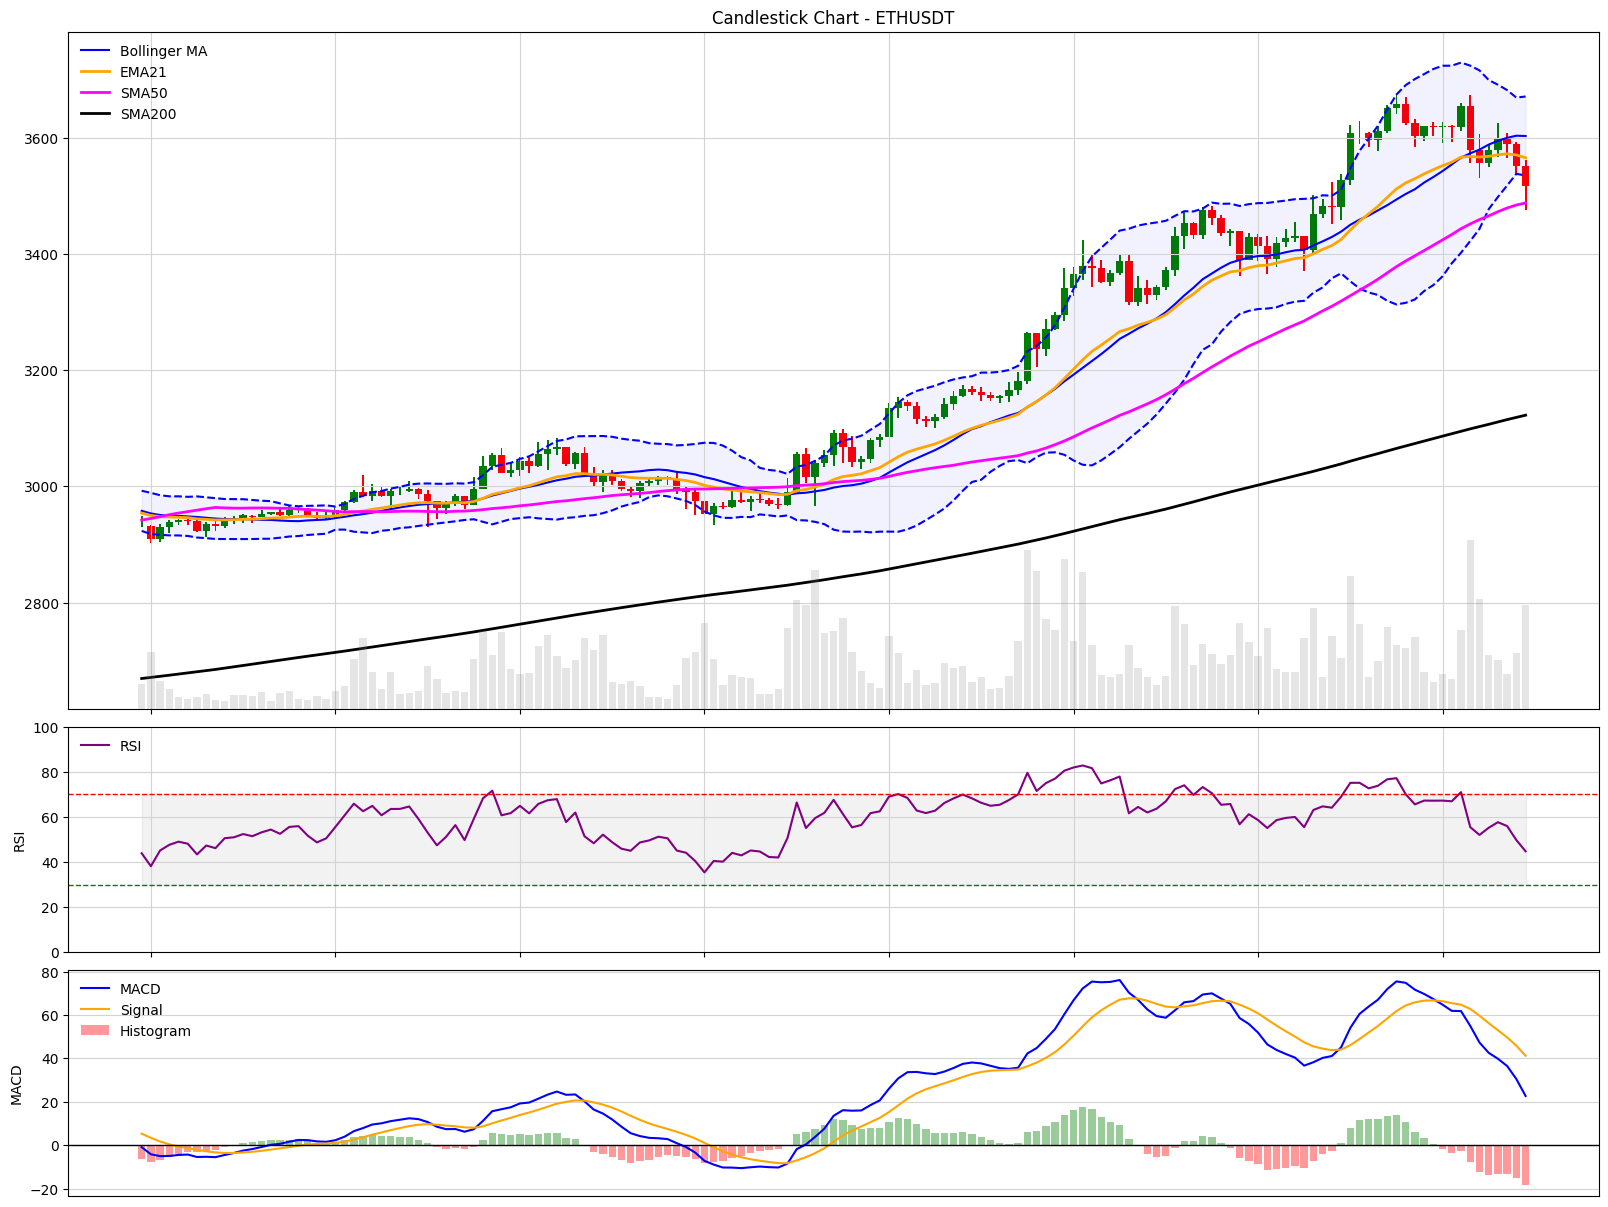 Candlestick Chart - ETHUSDT
Bollinger MA
EMA21
SMA50
SMA200
3600
3400
3200
3000
2800
RSI
100
80
60
40
20
0
RSI
MACD
Signal
Histogram
80
60
40
20
0
−20
MACD